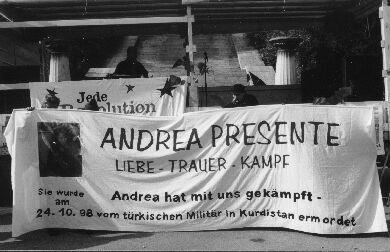 Jede
Revolution
ANDREA PRESENTE
LIEBE - TRAUER - KAMPF
Sie wurde
am
Andrea hat mit uns gekämpft -
24. 10. 98 vom türkischen Militär in Kurdistan ermordet